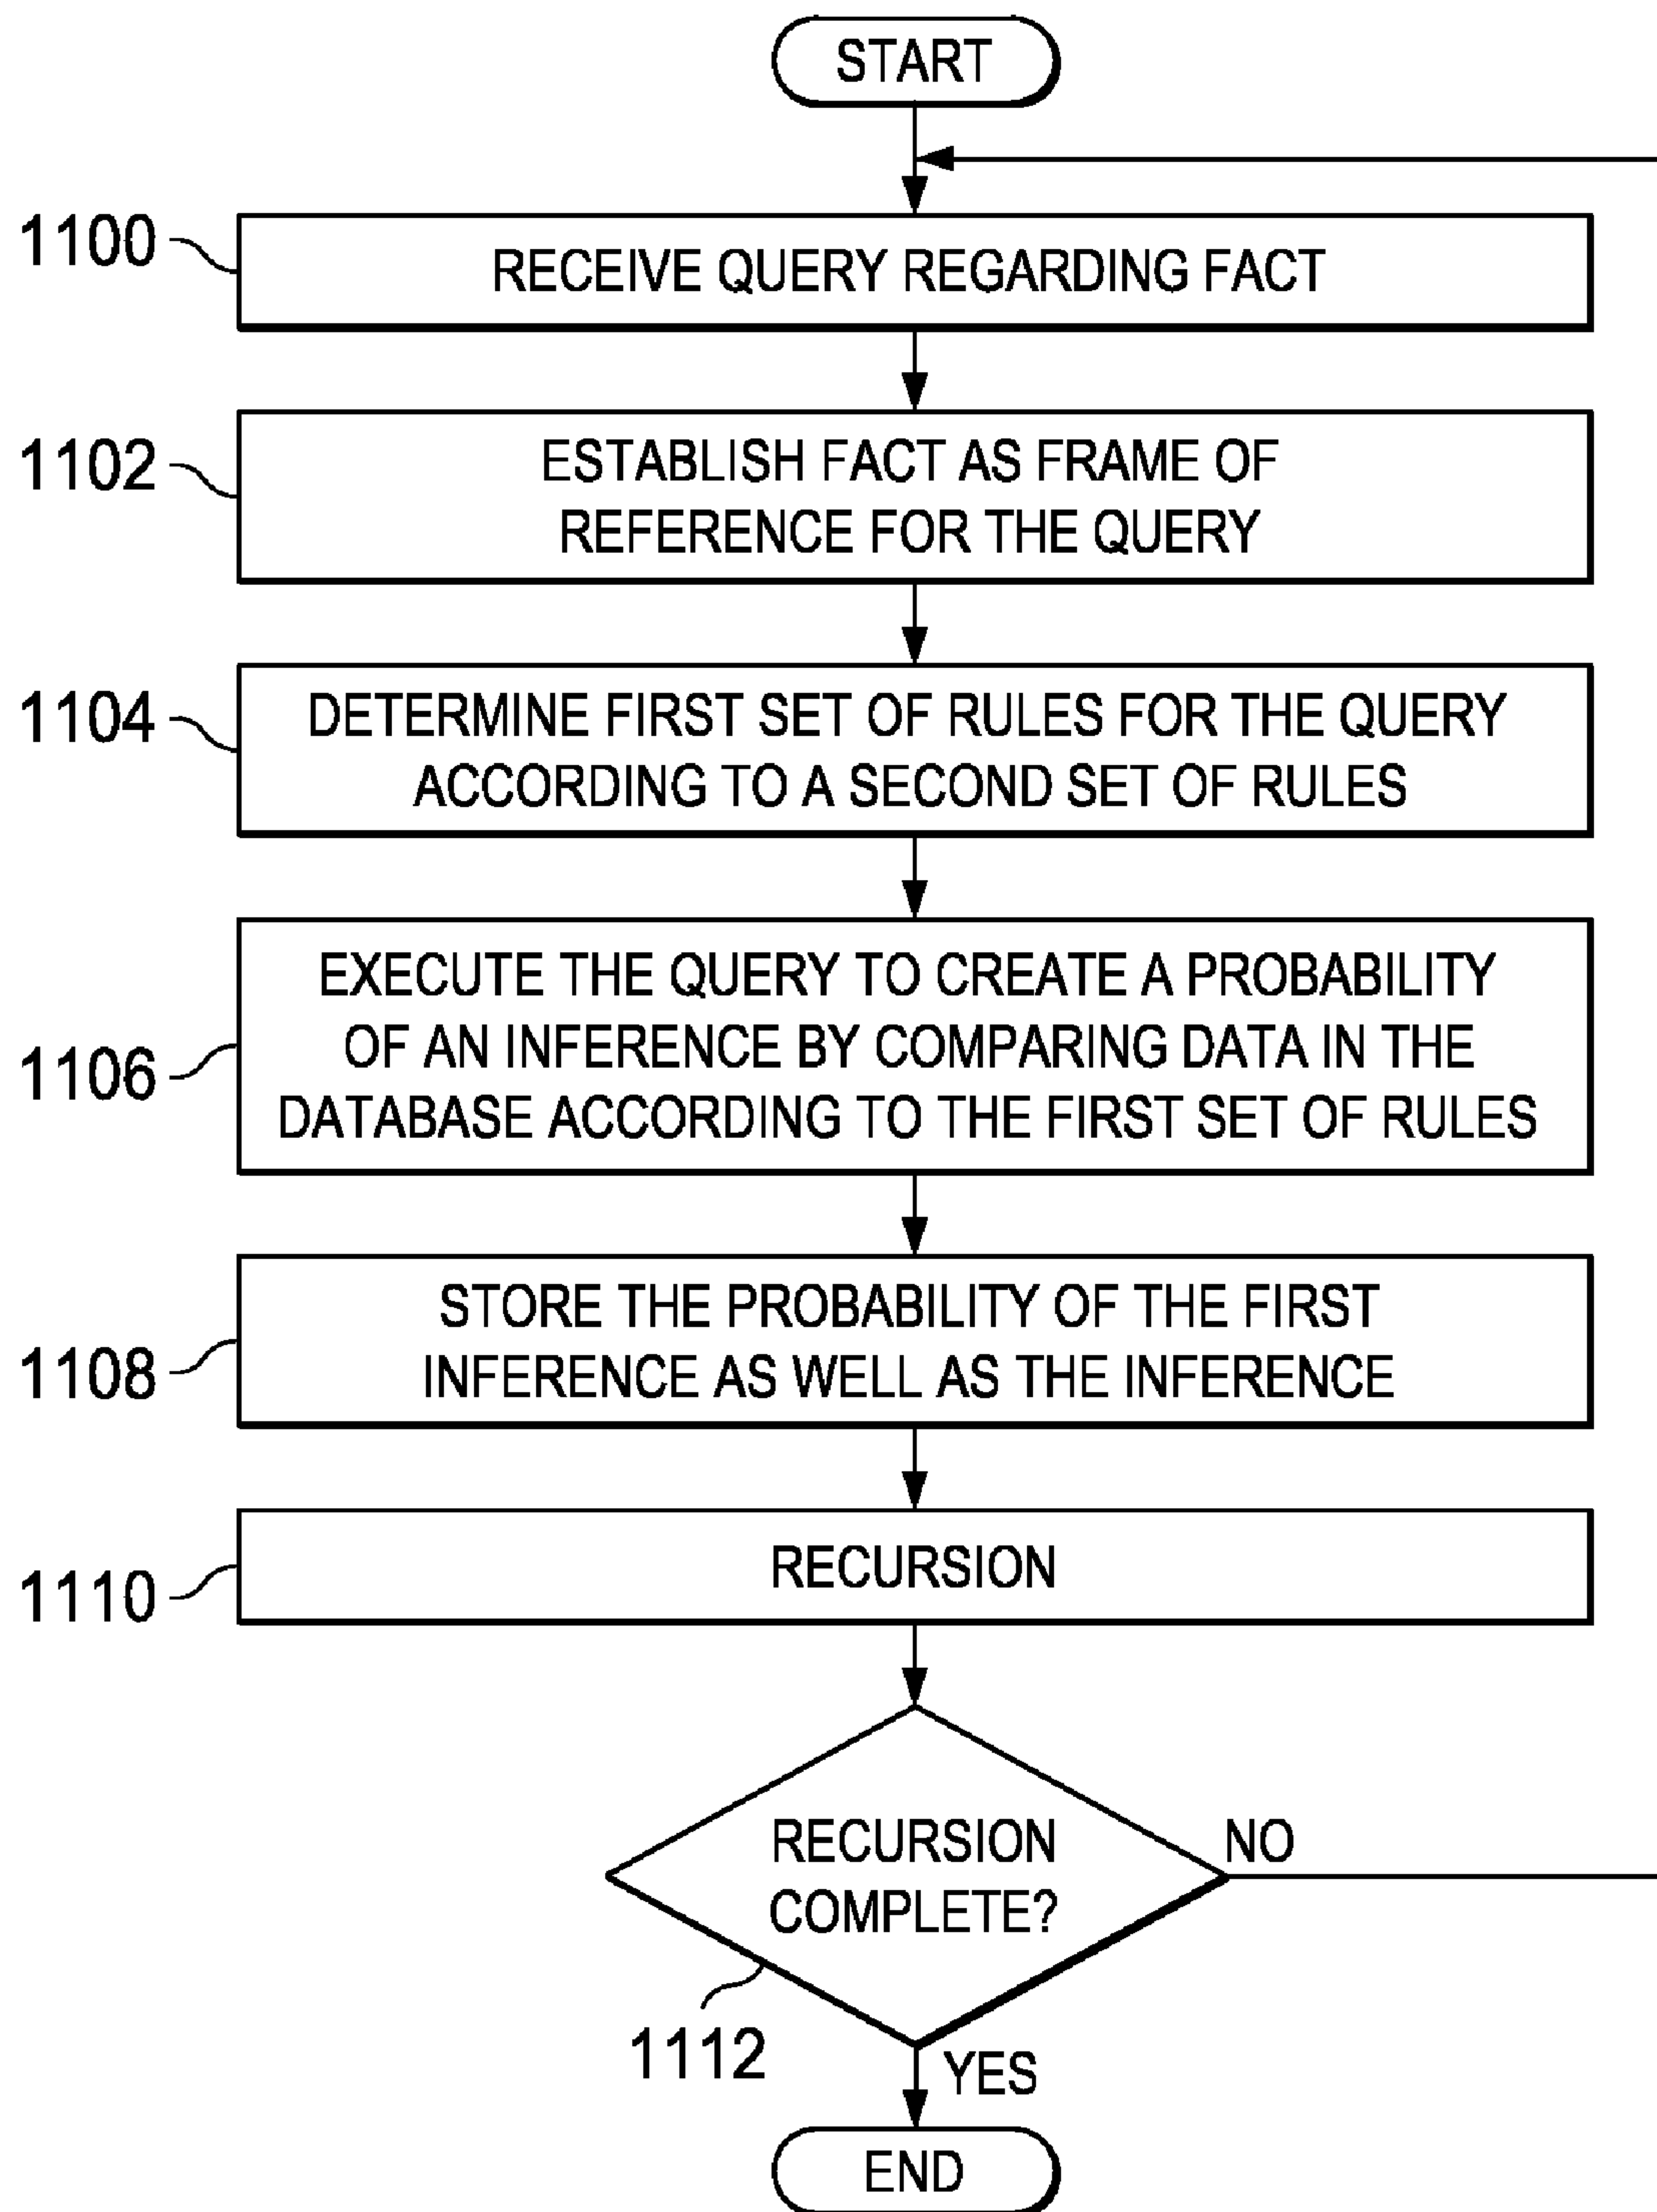 START
1100
RECEIVE QUERY REGARDING FACT
1102
ESTABLISH FACT AS FRAME OF
REFERENCE FOR THE QUERY
1104
DETERMINE FIRST SET OF RULES FOR THE QUERY
ACCORDING TO A SECOND SET OF RULES
1106
EXECUTE THE QUERY TO CREATE A PROBABILITY
OF AN INFERENCE BY COMPARING DATA IN THE
DATABASE ACCORDING TO THE FIRST SET OF RULES
1108
STORE THE PROBABILITY OF THE FIRST
INFERENCE AS WELL AS THE INFERENCE
1110
RECURSION
RECURSION
COMPLETE?
NO
1112
YES
END